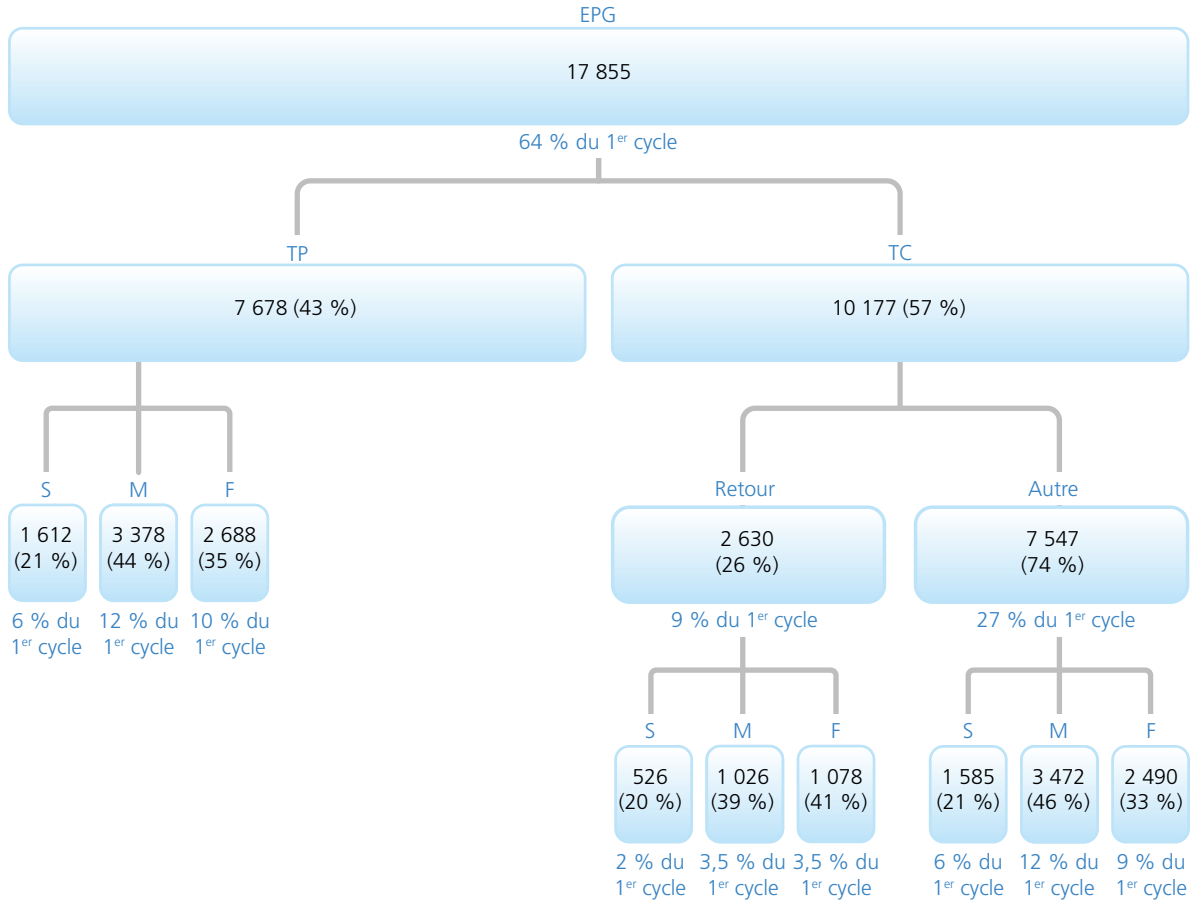 EPG
17 855
64 % du 1er cycle
TP
TC
7 678 (43 %)
10 177 (57 %)
S
M
F
1 612
(21 %)
3 378
(44 %)
2 688
(35 %)
6 % du
1er cycle
12 % du
1er cycle
10 % du
1er cycle
Retour
Autre
2 630
(26 %)
7 547
(74 %)
9 % du 1er cycle
27 % du 1er cycle
S
M
F
S
M
F
526
(20 %)
1 026
(39 %)
1 078
(41 %)
1 585
(21 %)
3 472
(46 %)
2 490
(33 %)
2 % du
1er cycle
3,5 % du
1er cycle
3,5 % du
1er cycle
6 % du
1er cycle
12 % du
1er cycle
9 % du
1er cycle